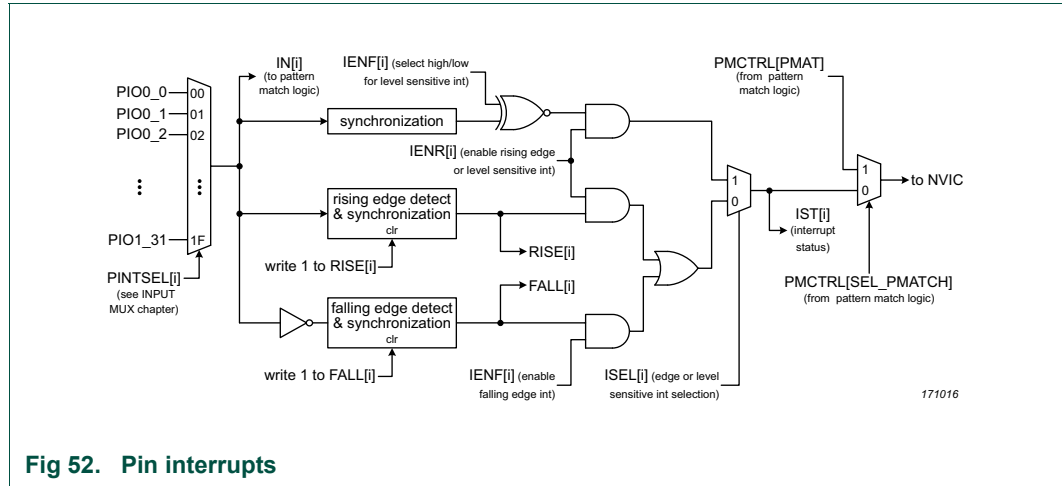 IN[i]
(to pattern
match logic)
IENF[i] (select high/low
for level sensitive int)
PMCTRL[PMAT]
(from pattern
match logic)
PIO0_0
00
PIO0_1
01
PIO0_2
02
PIO1_31
1F
PINTSEL[i]
(see INPUT
MUX chapter)
synchronization
IENR[i] (enable rising edge
or level sensitive int)
rising edge detect
& synchronization
clr
write 1 to RISE[i]
RISE[i]
FALL[i]
falling edge detect
& synchronization
clr
write 1 to FALL[i]
IENF[i] (enable
falling edge int)
ISEL[i] (edge or level
sensitive int selection)
1
0
IST[i]
(interrupt
status)
1
0
to NVIC
PMCTRL[SEL_PMATCH]
(from pattern match logic)
171016
Fig 52. Pin interrupts